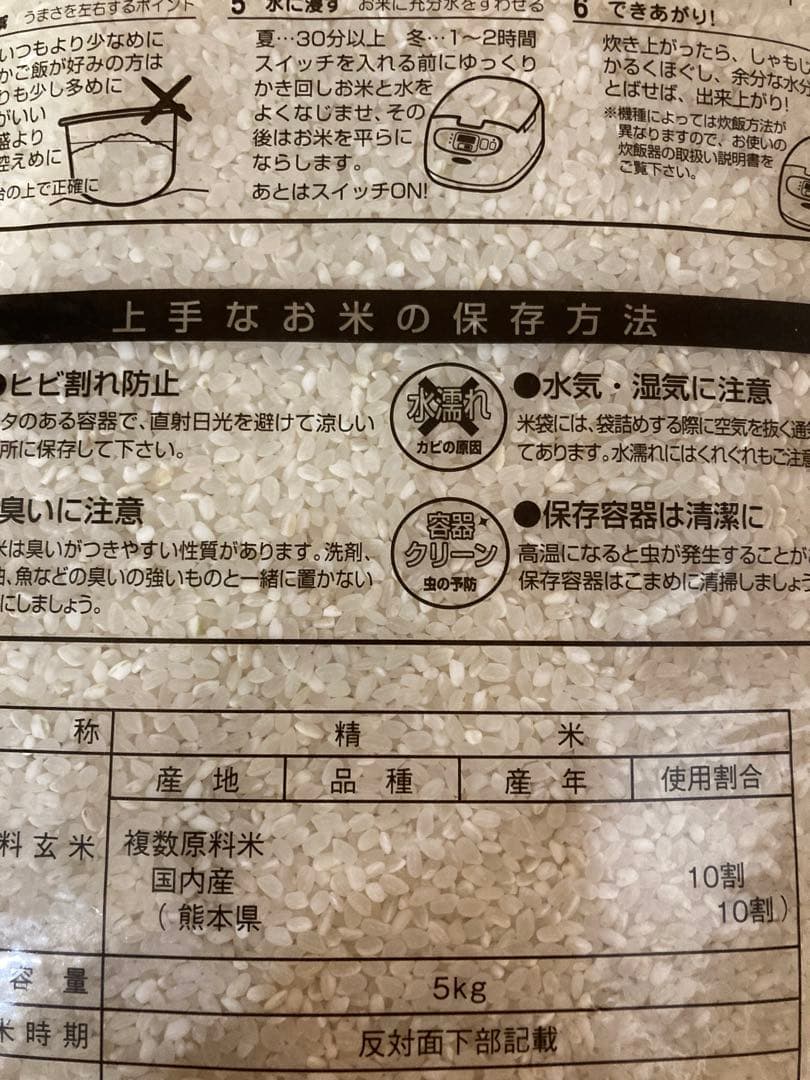 うまさを左右するポイント
いつもより少なめに
かご飯が好みの方は
りも少し多めに
がいい
盛より
控えめに
台の上で正確に
5 水に浸す お米に充分水をすわせる
夏…30分以上 冬…1〜2時間
スイッチを入れる前にゆっくり
かき回しお米と水を
よくなじませ、その
後はお米を平らに
ならします。
あとはスイッチON!
6 できあがり!
炊き上がったら、しゃもじ
かるくほぐし、余分な水分
とばせば、出来上がり!
※機種によっては炊飯方法が
異なりますので、お使いの
炊飯器の取扱い説明書を
ご覧下さい。
上手なお米の保存方法
●ヒビ割れ防止
タのある容器で、直射日光を避けて涼しい
所に保存して下さい。
水濡れ
カビの原因
●水気・湿気に注意
米袋には、袋詰めする際に空気を抜く通気
てあります。水濡れにはくれぐれもご注意
臭いに注意
米は臭いがつきやすい性質があります。洗剤、
油、魚などの臭いの強いものと一緒に置かない
にしましょう。
容器
クリーン
虫の予防
●保存容器は清潔に
高温になると虫が発生することが
保存容器はこまめに清掃しましょう
称 精米
産地 品種 産年 使用割合
料玄米 複数原料米
国内産 10割
(熊本県 10割)
容量 5kg
米時期 反対面下部記載